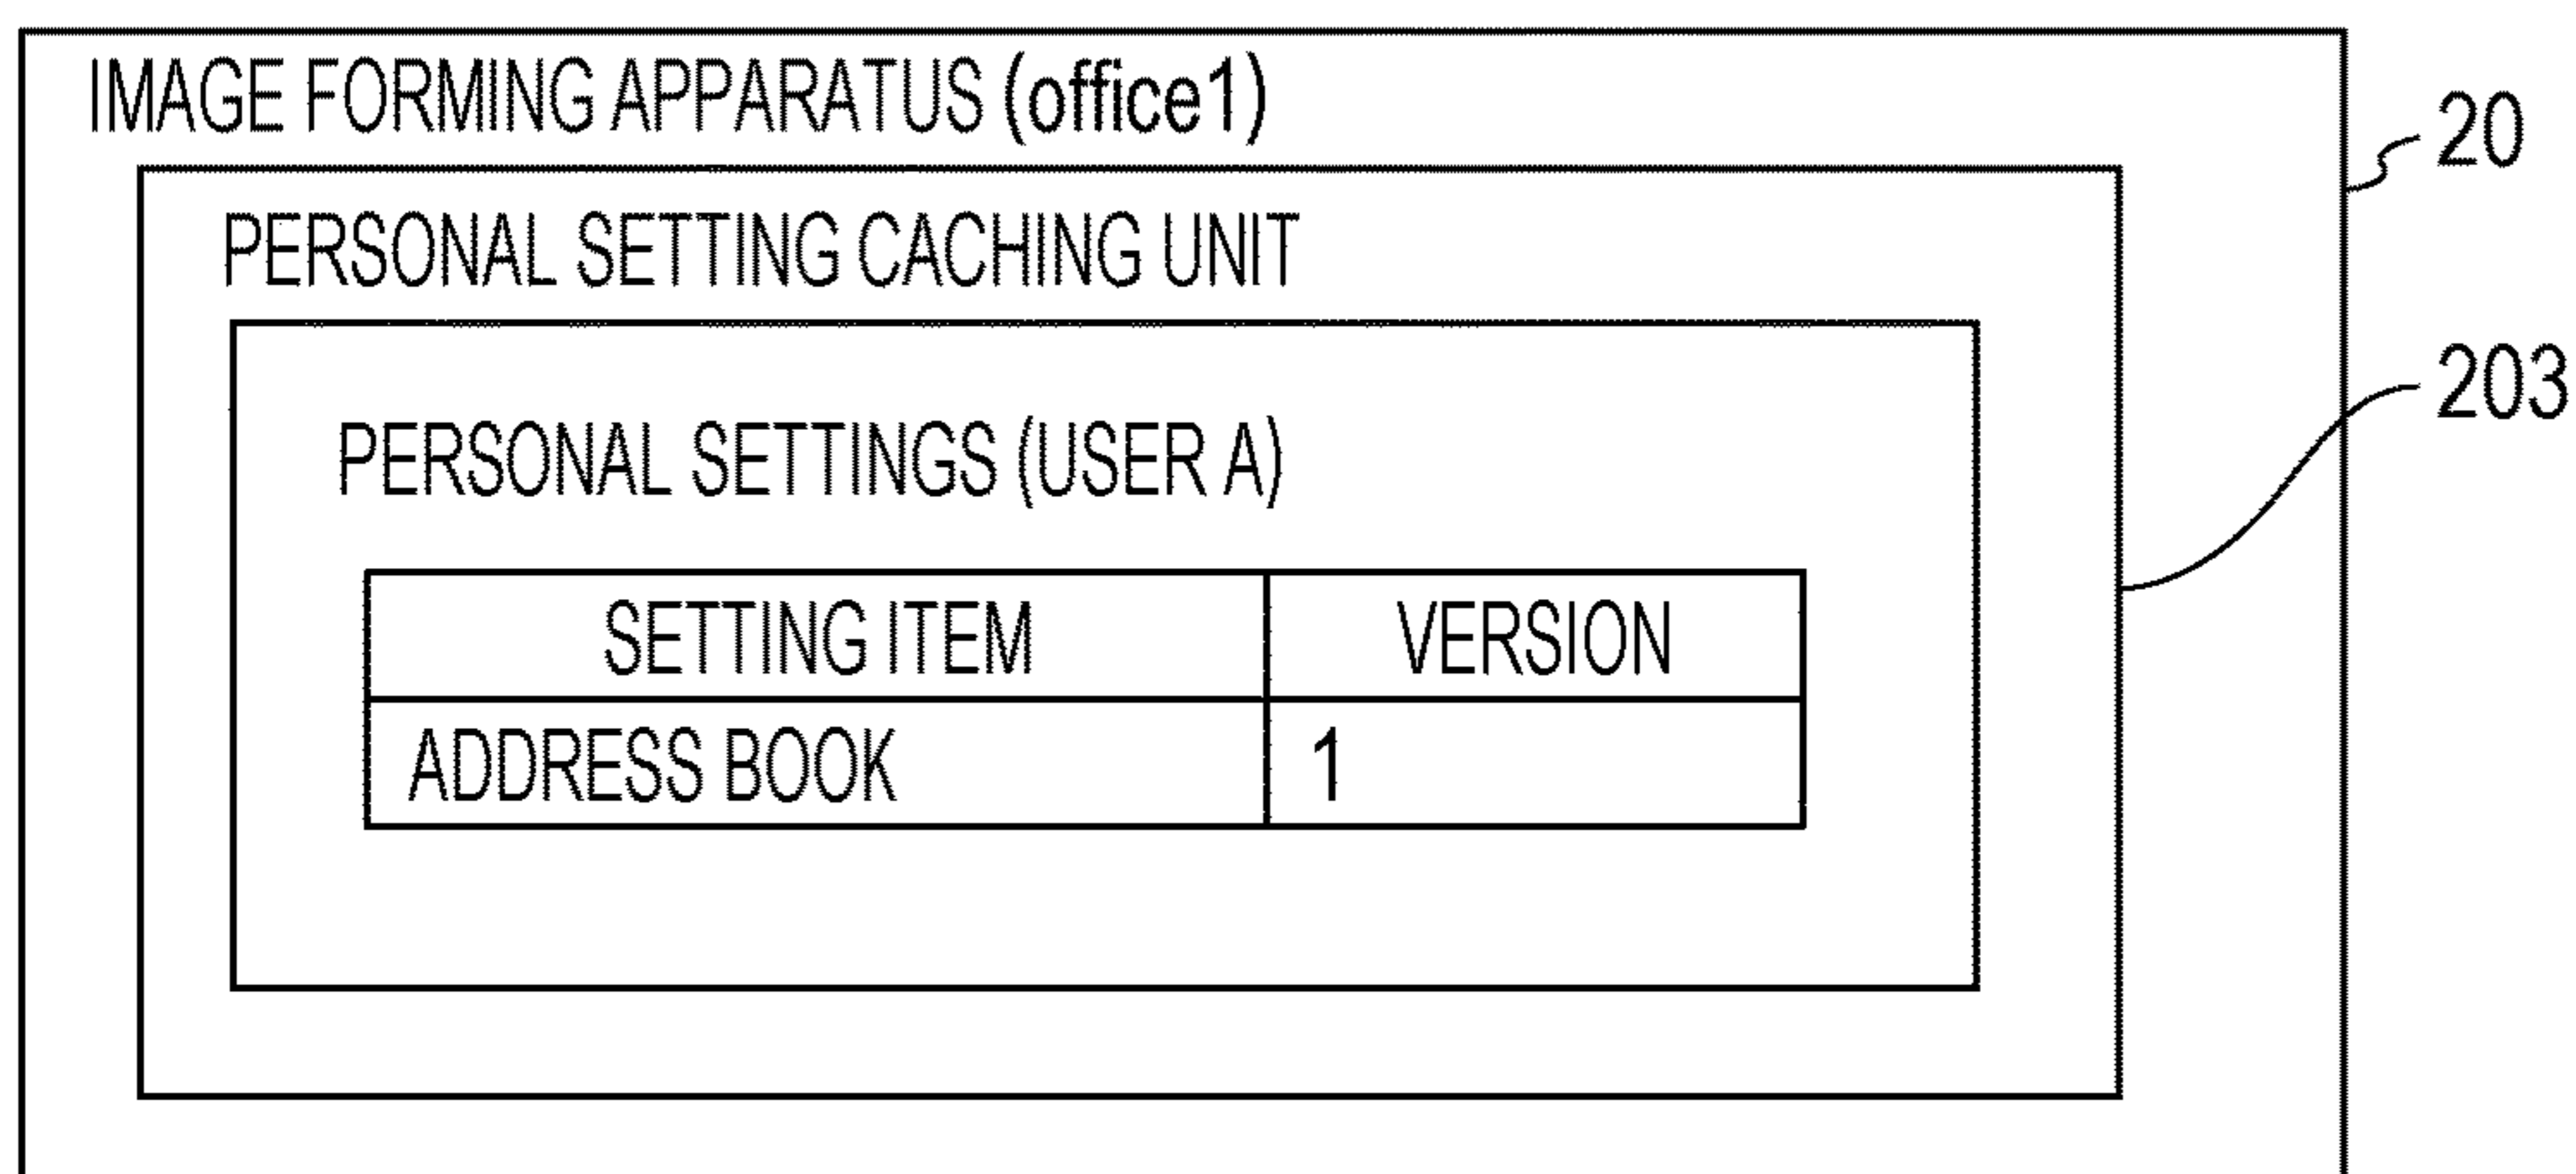 IMAGE FORMING APPARATUS (office1)
20
PERSONAL SETTING CACHING UNIT
203
PERSONAL SETTINGS (USER A)
SETTING ITEM VERSION
ADDRESS BOOK 1